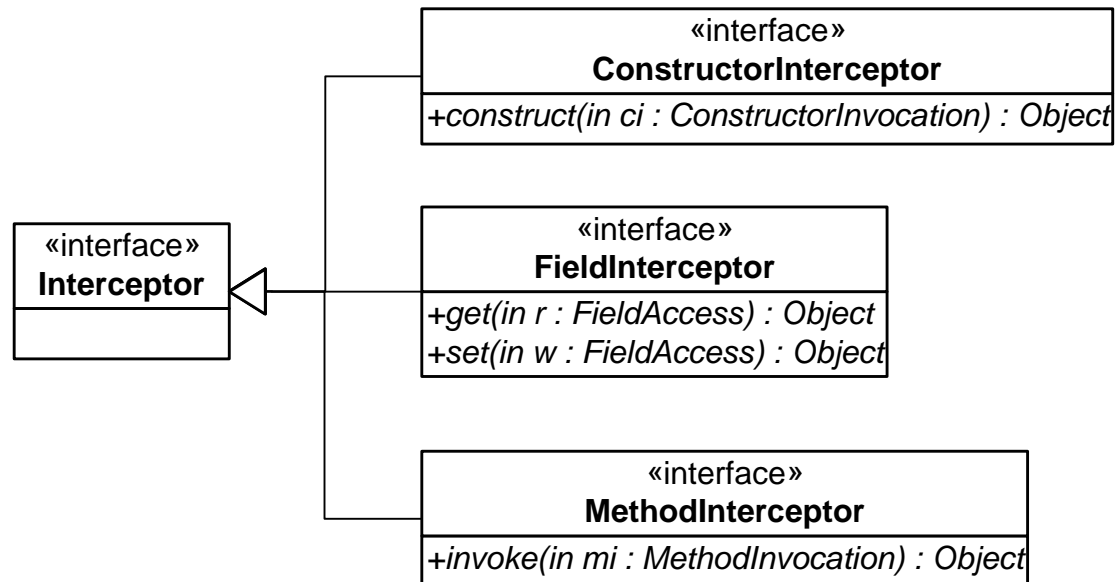 «interface»
ConstructorInterceptor
+construct(in ci : ConstructorInvocation) : Object
«interface»
Interceptor
«interface»
FieldInterceptor
+get(in r : FieldAccess) : Object
+set(in w : FieldAccess) : Object
«interface»
MethodInterceptor
+invoke(in mi : MethodInvocation) : Object